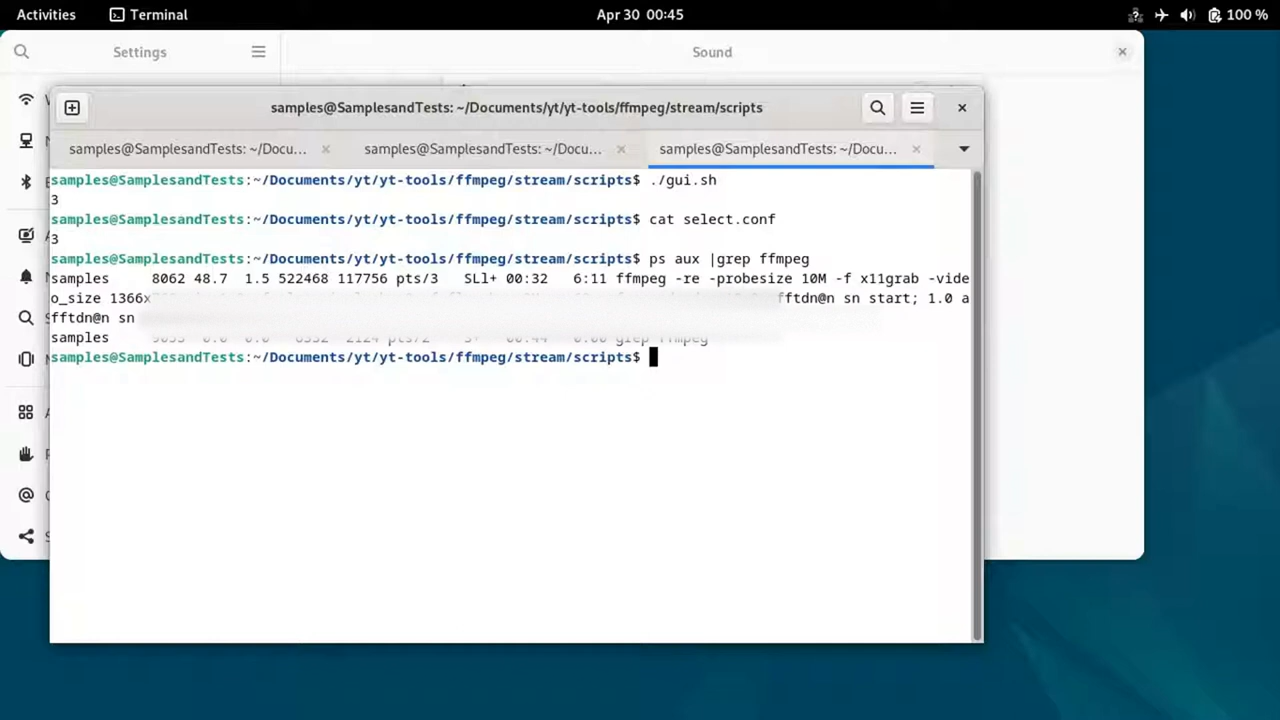 Activities Terminal Apr 30 00:45 100 %
Settings Sound
samples@SamplesandTests: ~/Documents/yt/yt-tools/ffmpeg/stream/scripts
samples@SamplesandTests: ~/Docu... samples@SamplesandTests: ~/Docu... samples@SamplesandTests: ~/Docu...
samples@SamplesandTests:~/Documents/yt/yt-tools/ffmpeg/stream/scripts$ ./gui.sh
3
samples@SamplesandTests:~/Documents/yt/yt-tools/ffmpeg/stream/scripts$ cat select.conf
3
samples@SamplesandTests:~/Documents/yt/yt-tools/ffmpeg/stream/scripts$ ps aux |grep ffmpeg
samples 8062 48.7 1.5 522468 117756 pts/3 SLl+ 00:32 6:11 ffmpeg -re -probesize 10M -f x11grab -vide
o_size 1366x fftdn@n sn start; 1.0 a
fftdn@n sn
samples grep ffmpeg
samples@SamplesandTests:~/Documents/yt/yt-tools/ffmpeg/stream/scripts$